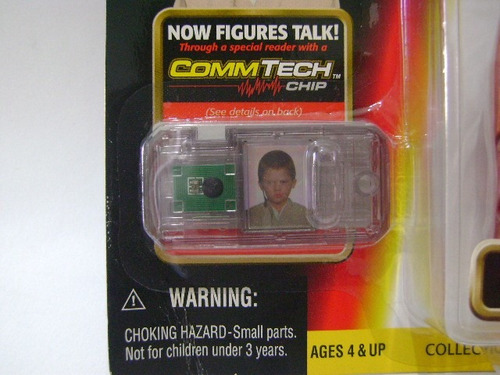 NOW FIGURES TALK!
Through a special reader with a
COMMTECH™
CHIP
(See details on back)
WARNING:
CHOKING HAZARD-Small parts.
Not for children under 3 years.
AGES 4 & UP